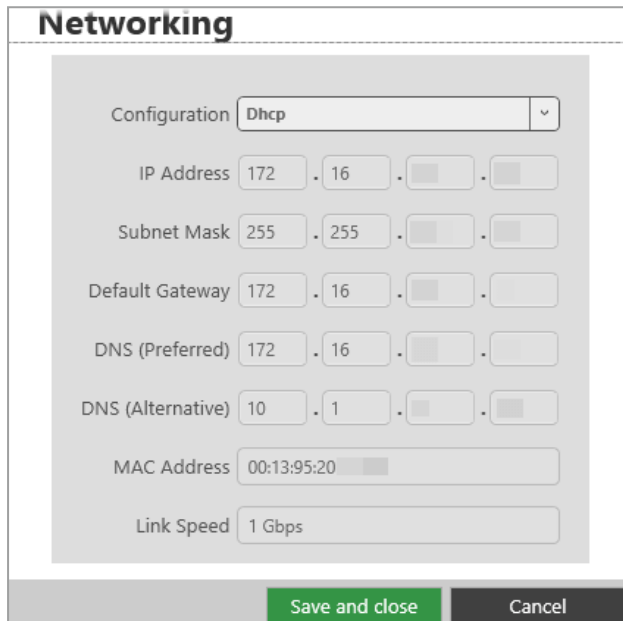 Networking
Configuration Dhcp
IP Address 172 . 16 . .
Subnet Mask 255 . 255 . .
Default Gateway 172 . 16 . .
DNS (Preferred) 172 . 16 . .
DNS (Alternative) 10 . 1 . .
MAC Address 00:13:95:20
Link Speed 1 Gbps
Save and close Cancel